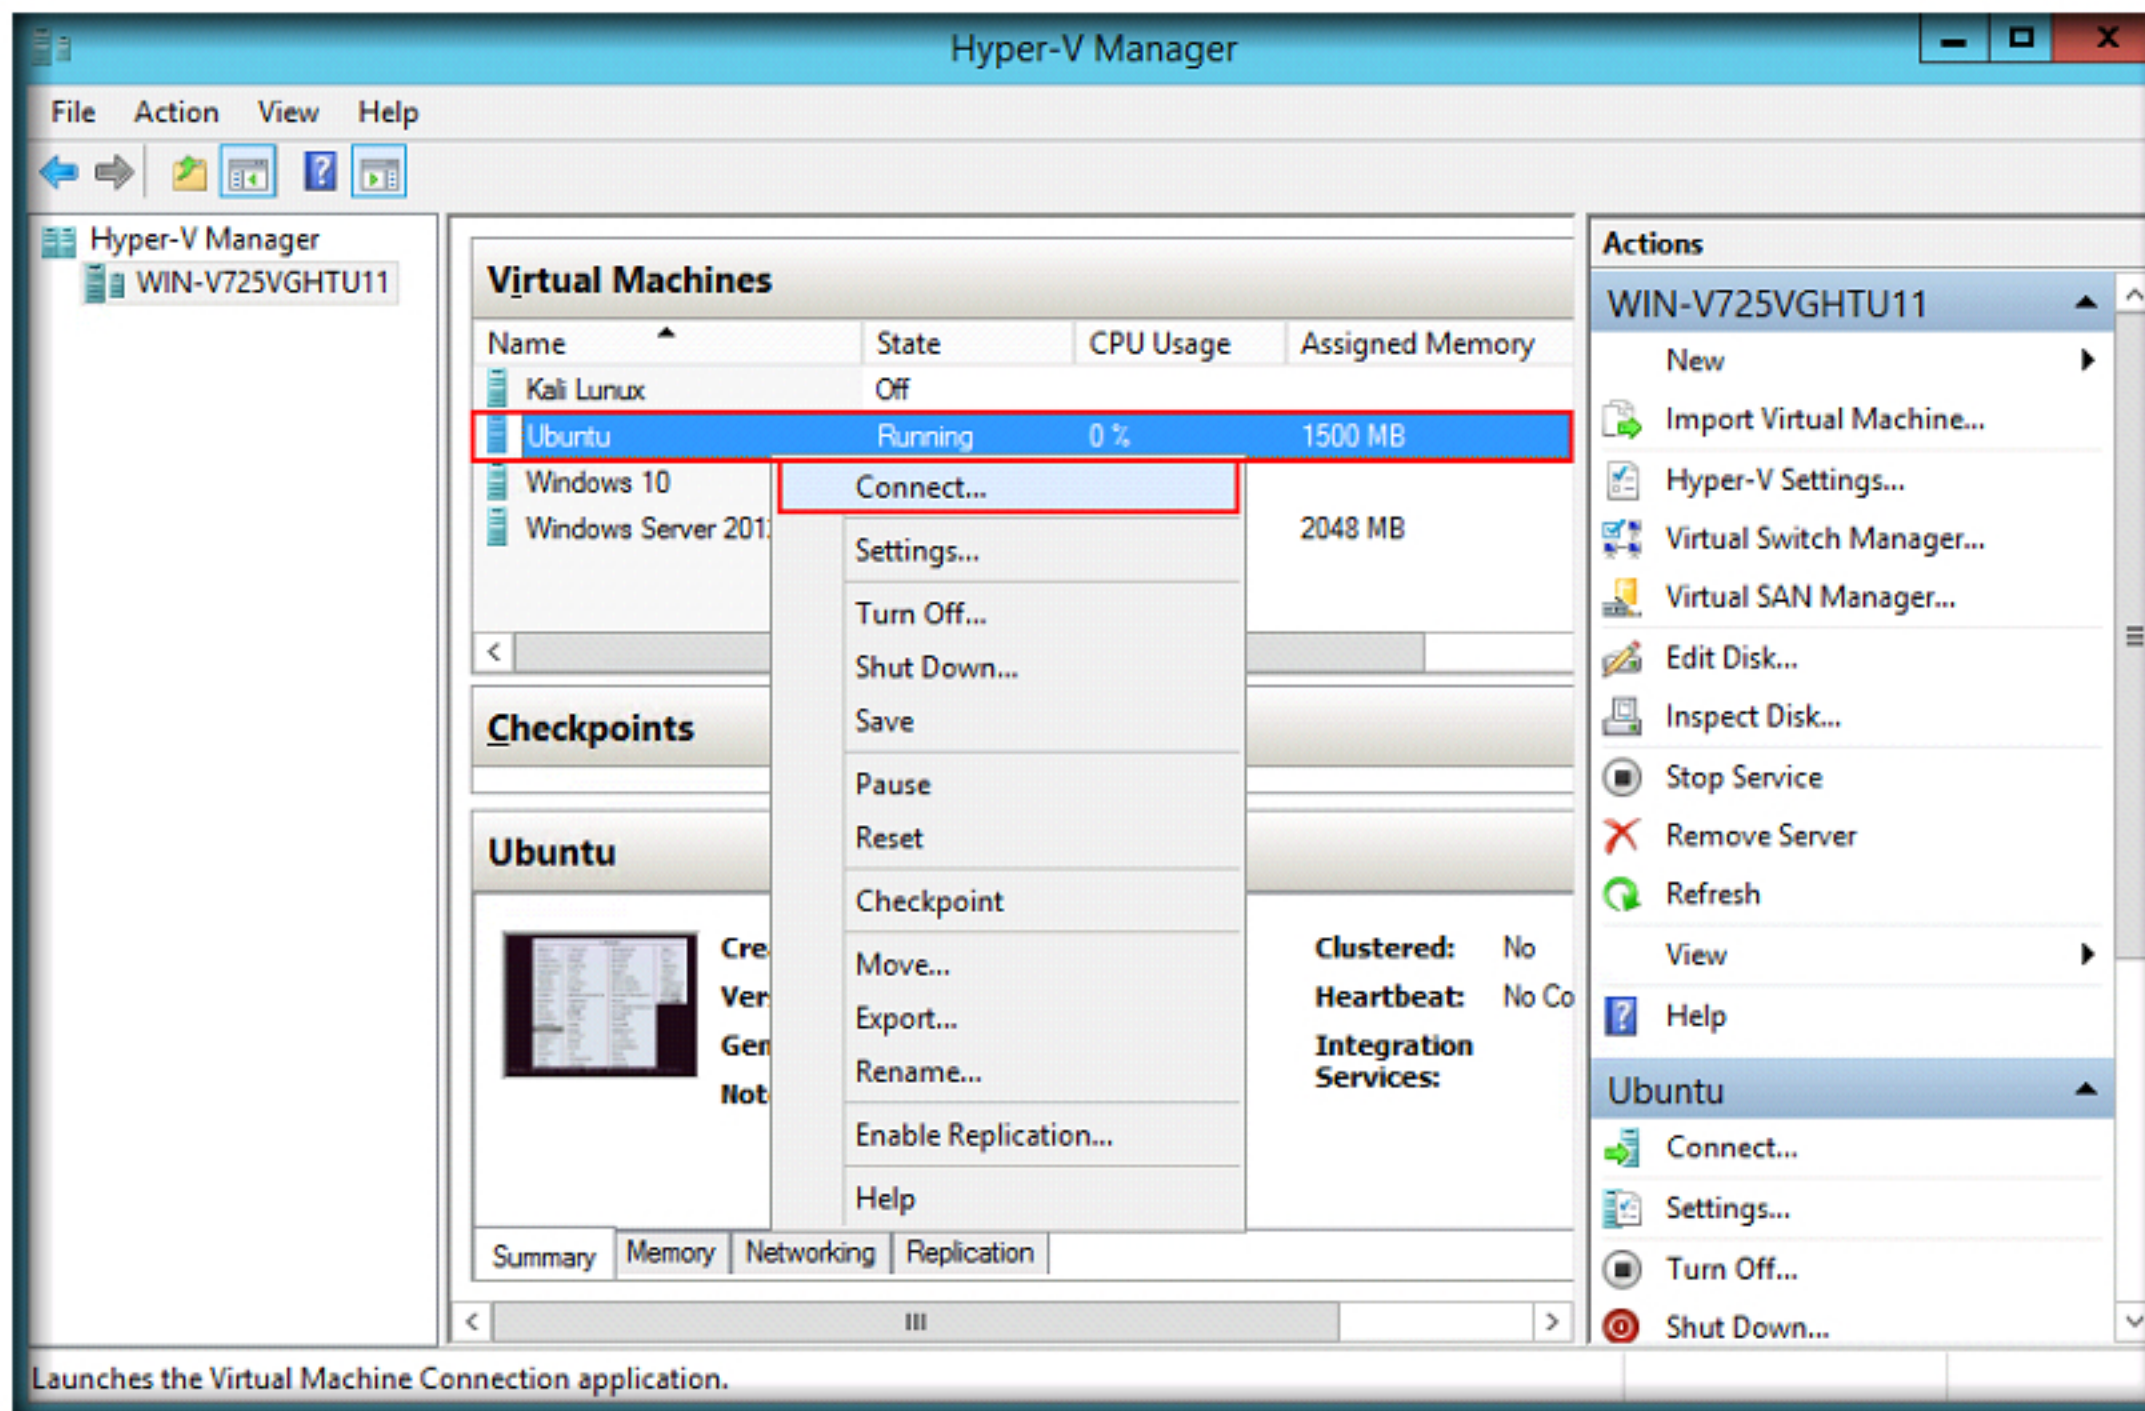 Hyper-V Manager
File Action View Help
Hyper-V Manager
WIN-V725VGHTU11
Virtual Machines
Name State CPU Usage Assigned Memory
Kali Lunux Off
Ubuntu Running 0 % 1500 MB
Windows 10
Windows Server 201 2048 MB
Connect...
Settings...
Turn Off...
Shut Down...
Save
Pause
Reset
Checkpoint
Move...
Export...
Rename...
Enable Replication...
Help
Checkpoints
Ubuntu
Cre
Ver
Gen
Not
Clustered: No
Heartbeat: No Co
Integration
Services:
Summary Memory Networking Replication
Actions
WIN-V725VGHTU11
New
Import Virtual Machine...
Hyper-V Settings...
Virtual Switch Manager...
Virtual SAN Manager...
Edit Disk...
Inspect Disk...
Stop Service
Remove Server
Refresh
View
Help
Ubuntu
Connect...
Settings...
Turn Off...
Shut Down...
Launches the Virtual Machine Connection application.